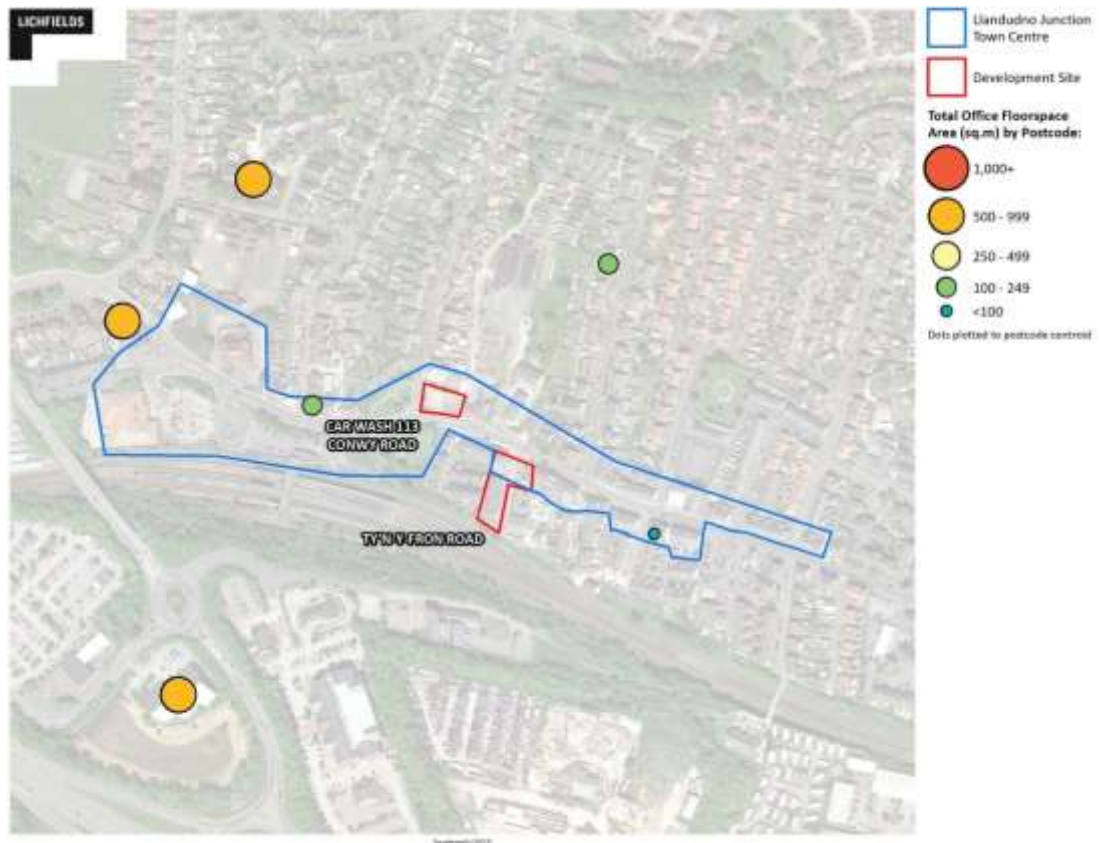 LICHFIELDS
Llandudno Junction
Town Centre
Development Site
Total Office Floorspace
Area (sq.m) by Postcode:
1,000+
500 - 999
250 - 499
100 - 249
<100
Dots plotted to postcode centroid
CAR WASH 113
CONWY ROAD
TY'N Y FRON ROAD